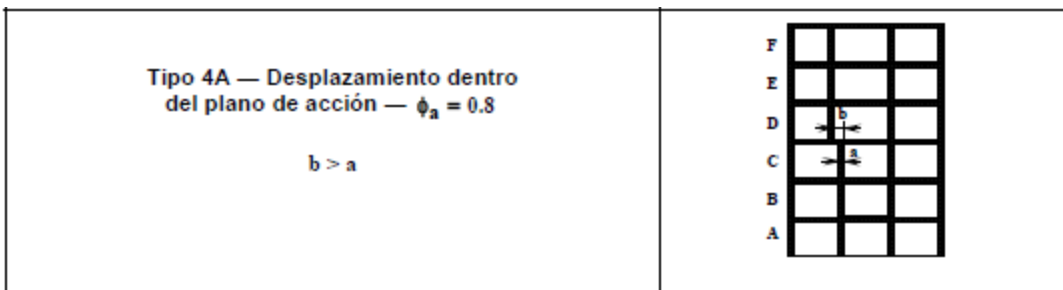 Tipo 4A — Desplazamiento dentro
del plano de acción — ϕa = 0.8
b > a
F
E
D
b
C
a
B
A